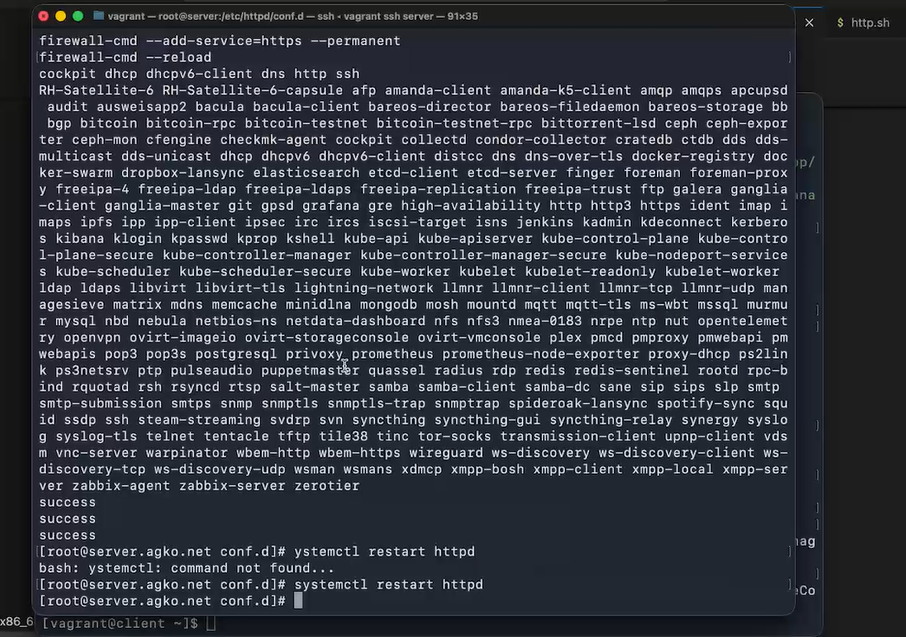 vagrant — root@server:/etc/httpd/conf.d — ssh ‹ vagrant ssh server — 91×35
$ http.sh
firewall-cmd --add-service=https --permanent
[firewall-cmd --reload ]
cockpit dhcp dhcpv6-client dns http ssh
RH-Satellite-6 RH-Satellite-6-capsule afp amanda-client amanda-k5-client amqp amqps apcupsd
 audit ausweisapp2 bacula bacula-client bareos-director bareos-filedaemon bareos-storage bb
 bgp bitcoin bitcoin-rpc bitcoin-testnet bitcoin-testnet-rpc bittorrent-lsd ceph ceph-expor
ter ceph-mon cfengine checkmk-agent cockpit collectd condor-collector cratedb ctdb dds dds-
multicast dds-unicast dhcp dhcpv6 dhcpv6-client distcc dns dns-over-tls docker-registry doc
ker-swarm dropbox-lansync elasticsearch etcd-client etcd-server finger foreman foreman-prox
y freeipa-4 freeipa-ldap freeipa-ldaps freeipa-replication freeipa-trust ftp galera ganglia
-client ganglia-master git gpsd grafana gre high-availability http http3 https ident imap i
maps ipfs ipp ipp-client ipsec irc ircs iscsi-target isns jenkins kadmin kdeconnect kerbero
s kibana klogin kpasswd kprop kshell kube-api kube-apiserver kube-control-plane kube-contro
l-plane-secure kube-controller-manager kube-controller-manager-secure kube-nodeport-service
s kube-scheduler kube-scheduler-secure kube-worker kubelet kubelet-readonly kubelet-worker
ldap ldaps libvirt libvirt-tls lightning-network llmnr llmnr-client llmnr-tcp llmnr-udp man
agesieve matrix mdns memcache minidlna mongodb mosh mountd mqtt mqtt-tls ms-wbt mssql murmu
r mysql nbd nebula netbios-ns netdata-dashboard nfs nfs3 nmea-0183 nrpe ntp nut opentelemet
ry openvpn ovirt-imageio ovirt-storageconsole ovirt-vmconsole plex pmcd pmproxy pmwebapi pm
webapis pop3 pop3s postgresql privoxy prometheus prometheus-node-exporter proxy-dhcp ps2lin
k ps3netsrv ptp pulseaudio puppetmaster quassel radius rdp redis redis-sentinel rootd rpc-b
ind rquotad rsh rsyncd rtsp salt-master samba samba-client samba-dc sane sip sips slp smtp
smtp-submission smtps snmp snmptls snmptls-trap snmptrap spideroak-lansync spotify-sync squ
id ssdp ssh steam-streaming svdrp svn syncthing syncthing-gui syncthing-relay synergy syslo
g syslog-tls telnet tentacle tftp tile38 tinc tor-socks transmission-client upnp-client vds
m vnc-server warpinator wbem-http wbem-https wireguard ws-discovery ws-discovery-client ws-
discovery-tcp ws-discovery-udp wsman wsmans xdmcp xmpp-bosh xmpp-client xmpp-local xmpp-ser
ver zabbix-agent zabbix-server zerotier
success
success
success
[[root@server.agko.net conf.d]# ystemctl restart httpd ]
bash: ystemctl: command not found...
[[root@server.agko.net conf.d]# systemctl restart httpd ]
[root@server.agko.net conf.d]#
x86_6
[vagrant@client ~]$